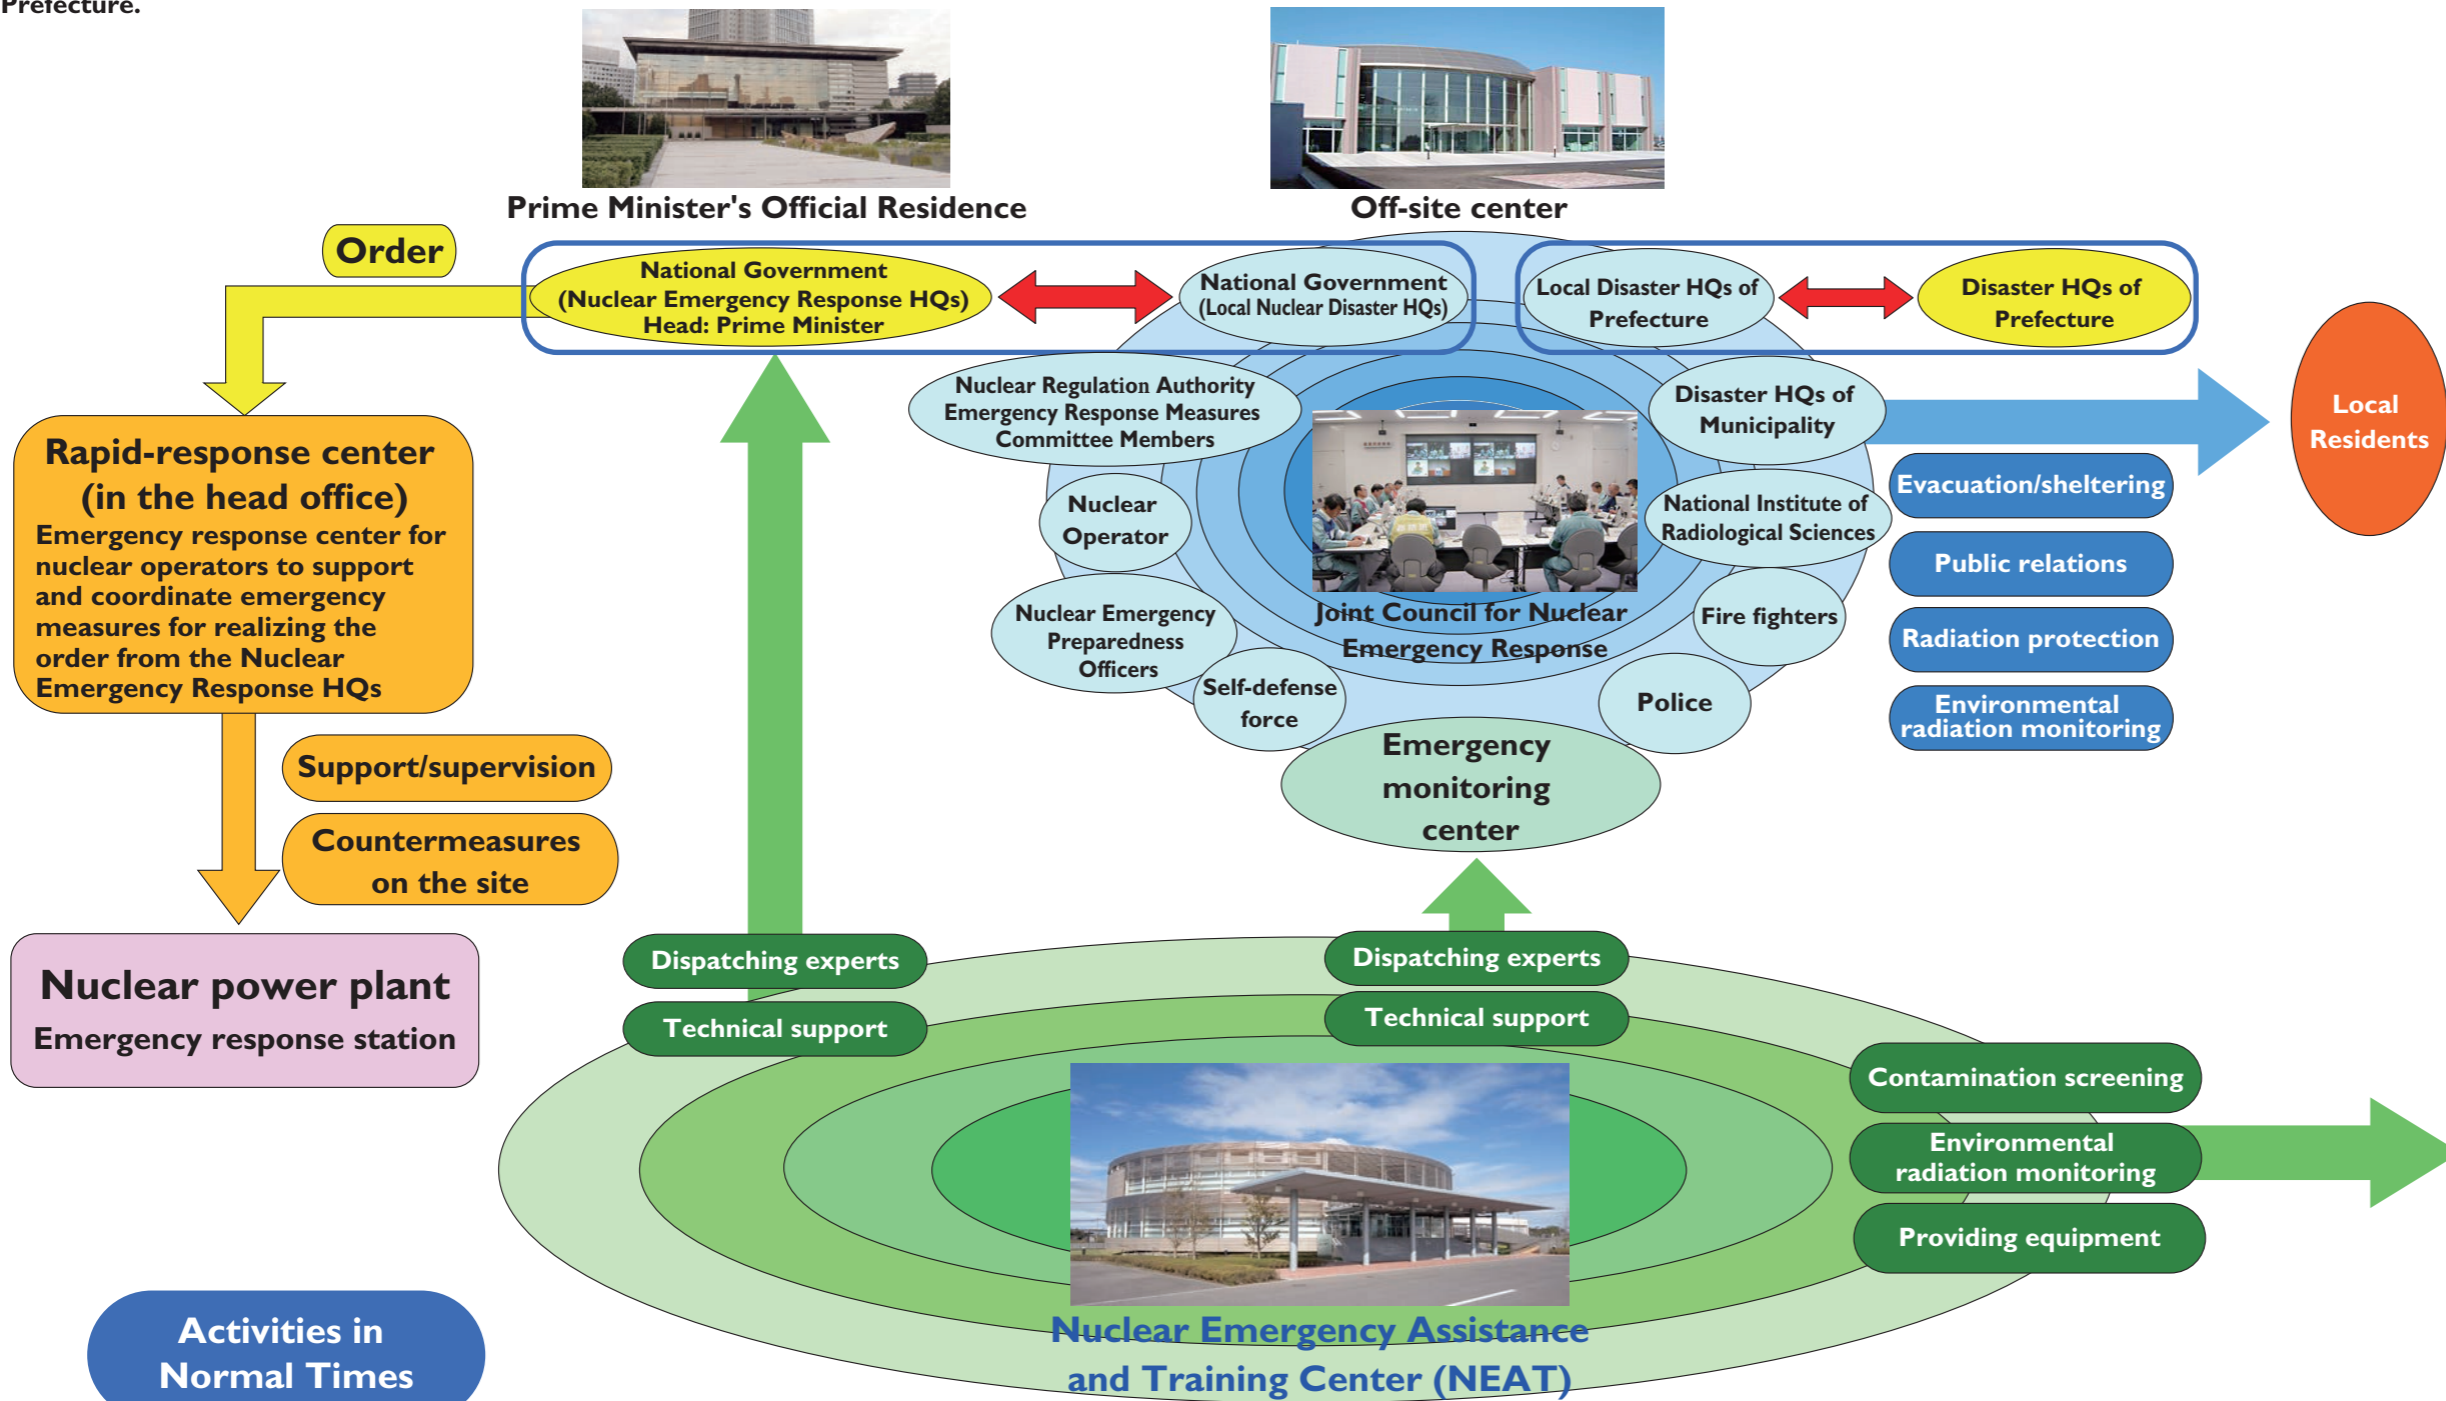 Prefecture.
Prime Minister's Official Residence
Off-site center
Order
National Government
(Nuclear Emergency Response HQs)
Head: Prime Minister
National Government
(Local Nuclear Disaster HQs)
Local Disaster HQs of
Prefecture
Disaster HQs of
Prefecture
Nuclear Regulation Authority
Emergency Response Measures
Committee Members
Disaster HQs of
Municipality
Local
Residents
Rapid-response center
(in the head office)
Emergency response center for
nuclear operators to support
and coordinate emergency
measures for realizing the
order from the Nuclear
Emergency Response HQs
Nuclear
Operator
National Institute of
Radiological Sciences
Evacuation/sheltering
Public relations
Radiation protection
Environmental
radiation monitoring
Nuclear Emergency
Preparedness
Officers
Joint Council for Nuclear
Emergency Response
Fire fighters
Self-defense
force
Police
Emergency
monitoring
center
Support/supervision
Countermeasures
on the site
Nuclear power plant
Emergency response station
Dispatching experts
Technical support
Dispatching experts
Technical support
Contamination screening
Environmental
radiation monitoring
Providing equipment
Nuclear Emergency Assistance
and Training Center (NEAT)
Activities in
Normal Times